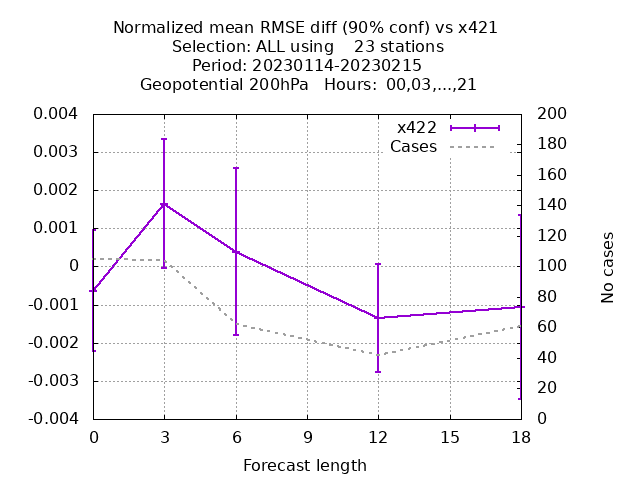 Normalized mean RMSE diff (90% conf) vs x421
Selection: ALL using 23 stations
Period: 20230114-20230215
Geopotential 200hPa Hours: 00,03,...,21
x422
Cases
0.004
0.003
0.002
0.001
0
-0.001
-0.002
-0.003
-0.004
200
180
160
140
120
100
80
60
40
20
0
No cases
0 3 6 9 12 15 18
Forecast length